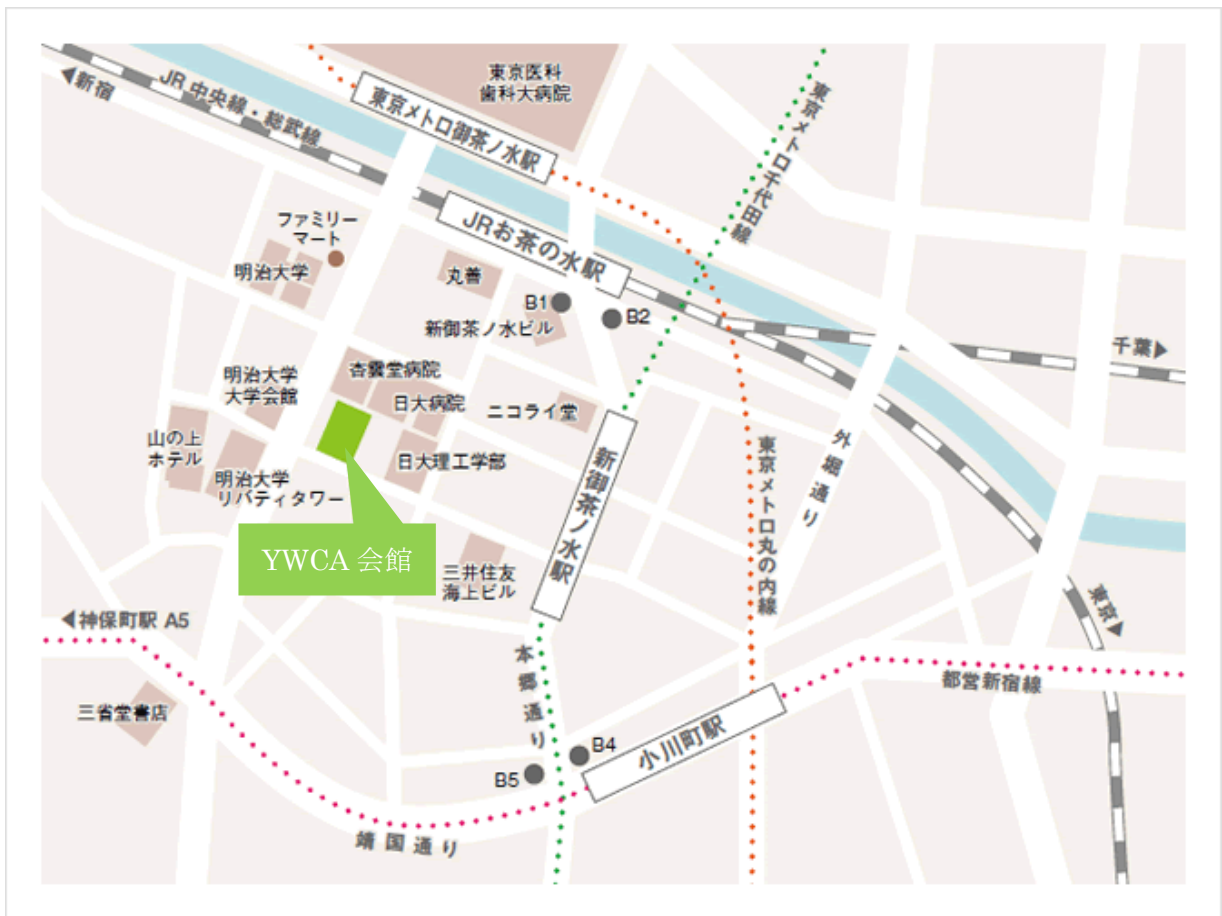 東京医科
歯科大病院
◀新宿
JR中央線・総武線
東京メトロ御茶ノ水駅
東京メトロ千代田線
ファミリー
マート
明治大学
JRお茶の水駅
丸善
B1
B2
新御茶ノ水ビル
千葉▶
明治大学
大学会館
杏雲堂病院
日大病院
ニコライ堂
山の上
ホテル
明治大学
リバティタワー
日大理工学部
新御茶ノ水駅
東京メトロ丸の内線
外堀通り
YWCA 会館
三井住友
海上ビル
東京▶
◀神保町駅 A5
本郷通り
都営新宿線
三省堂書店
小川町駅
B4
B5
靖国通り